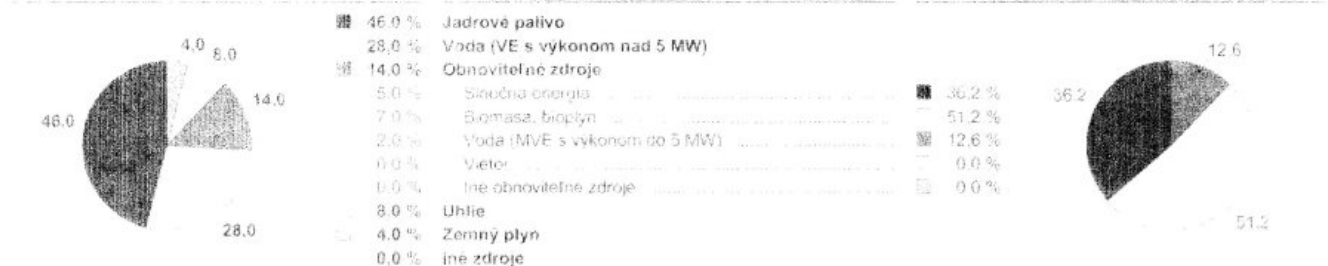 4,0
8,0
14,0
46,0
28,0
46,0 % Jadrové palivo
28,0 % Voda (VE s výkonom nad 5 MW)
14,0 % Obnoviteľné zdroje
5,0 % Slnečná energia 36,2 %
7,0 % Biomasa, bioplyn 51,2 %
2,0 % Voda (MVE s výkonom do 5 MW) 12,6 %
0,0 % Vietor 0,0 %
0,0 % Iné obnoviteľné zdroje 0,0 %
8,0 % Uhlie
4,0 % Zemný plyn
0,0 % Iné zdroje
12,6
36,2
51,2